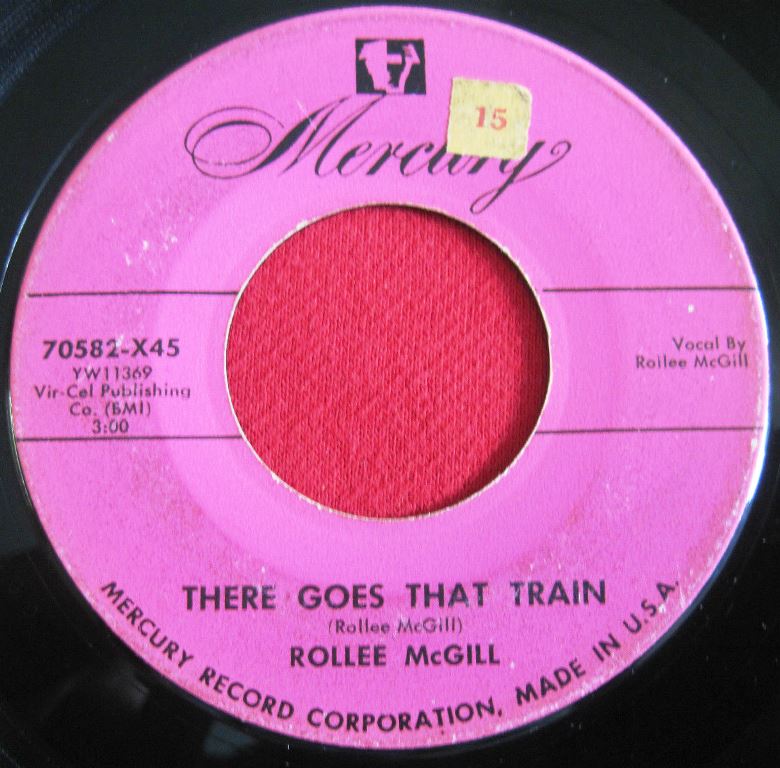 Mercury
15
70582-X45
YW11369
Vir-Cel Publishing
Co. (BMI)
3:00
Vocal By
Rollee McGill
THERE GOES THAT TRAIN
(Rollee McGill)
ROLLEE McGILL
MERCURY RECORD CORPORATION, MADE IN U.S.A.